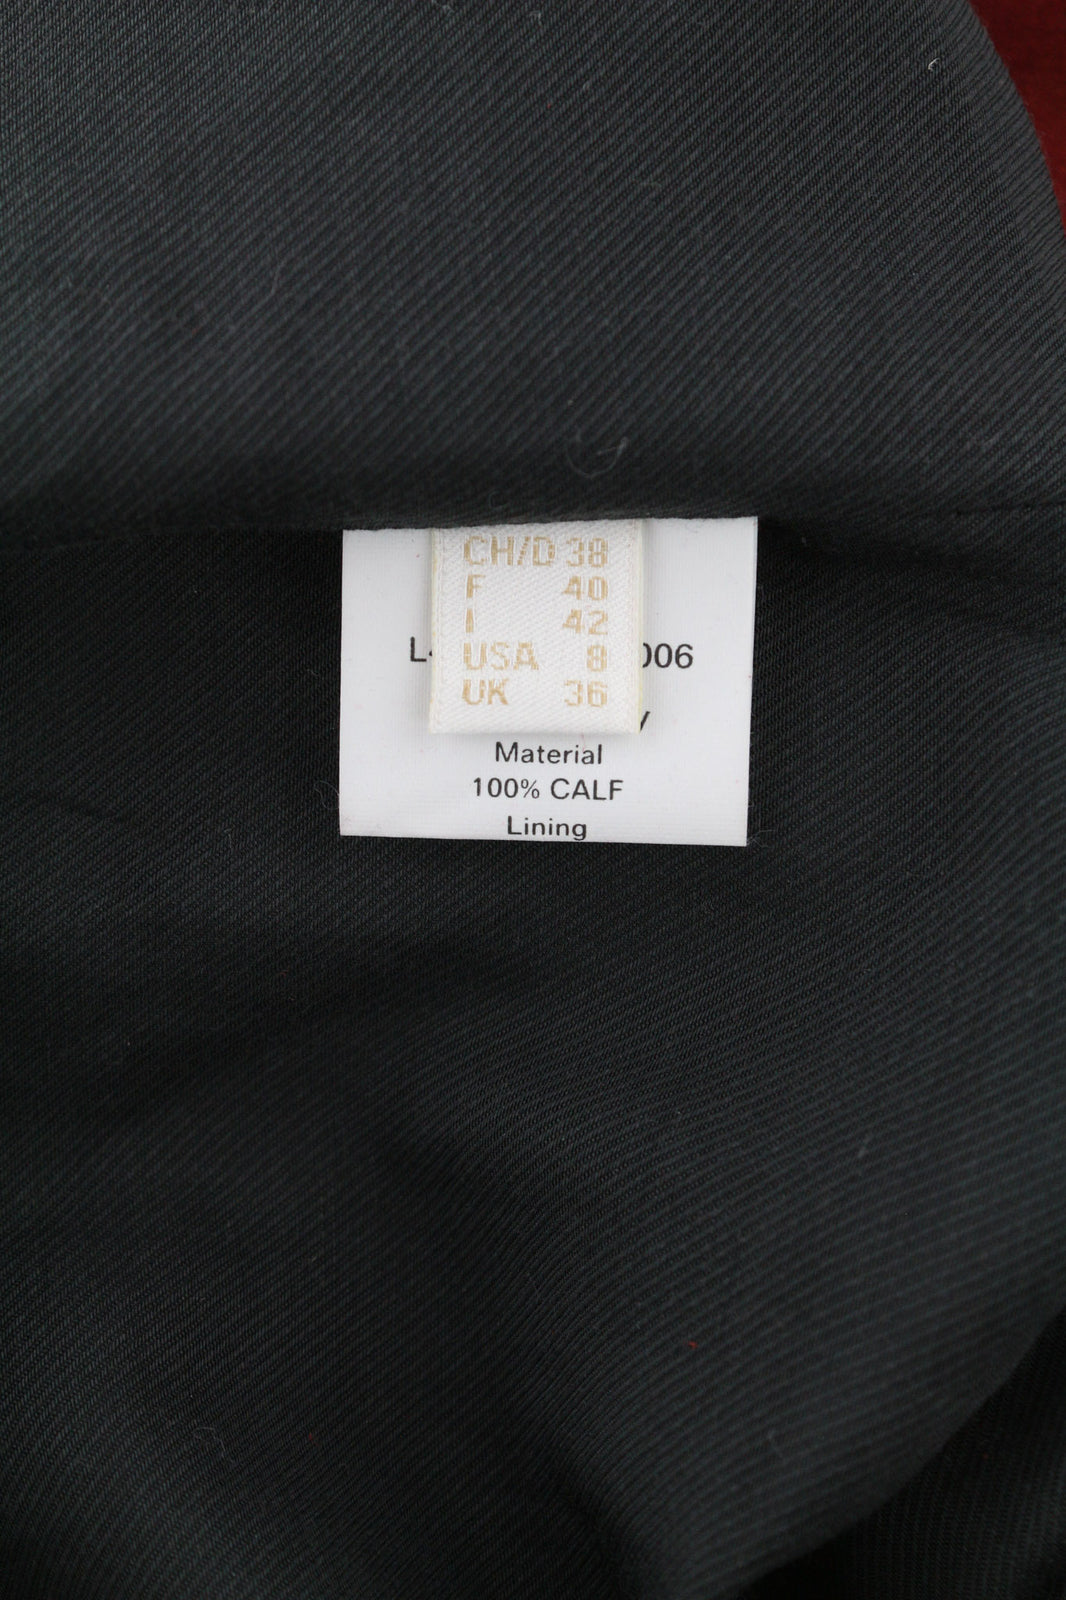 CH/D 38
F 40
I 42
USA 8
UK 36
006
Material
100% CALF
Lining